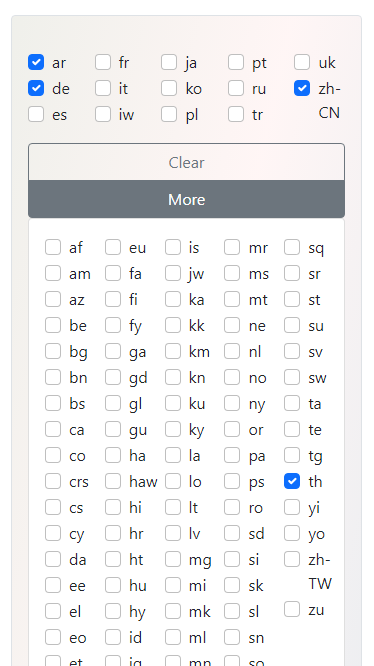 ar fr ja pt uk
de it ko ru zh-
es iw pl tr CN
Clear
More
af eu is mr sq
am fa jw ms sr
az fi ka mt st
be fy kk ne su
bg ga km nl sv
bn gd kn no sw
bs gl ku ny ta
ca gu ky or te
co ha la pa tg
crs haw lo ps th
cs hi lt ro yi
cy hr lv sd yo
da ht mg si zh-
ee hu mi sk TW
el hy mk sl zu
eo id ml sn
et mn so